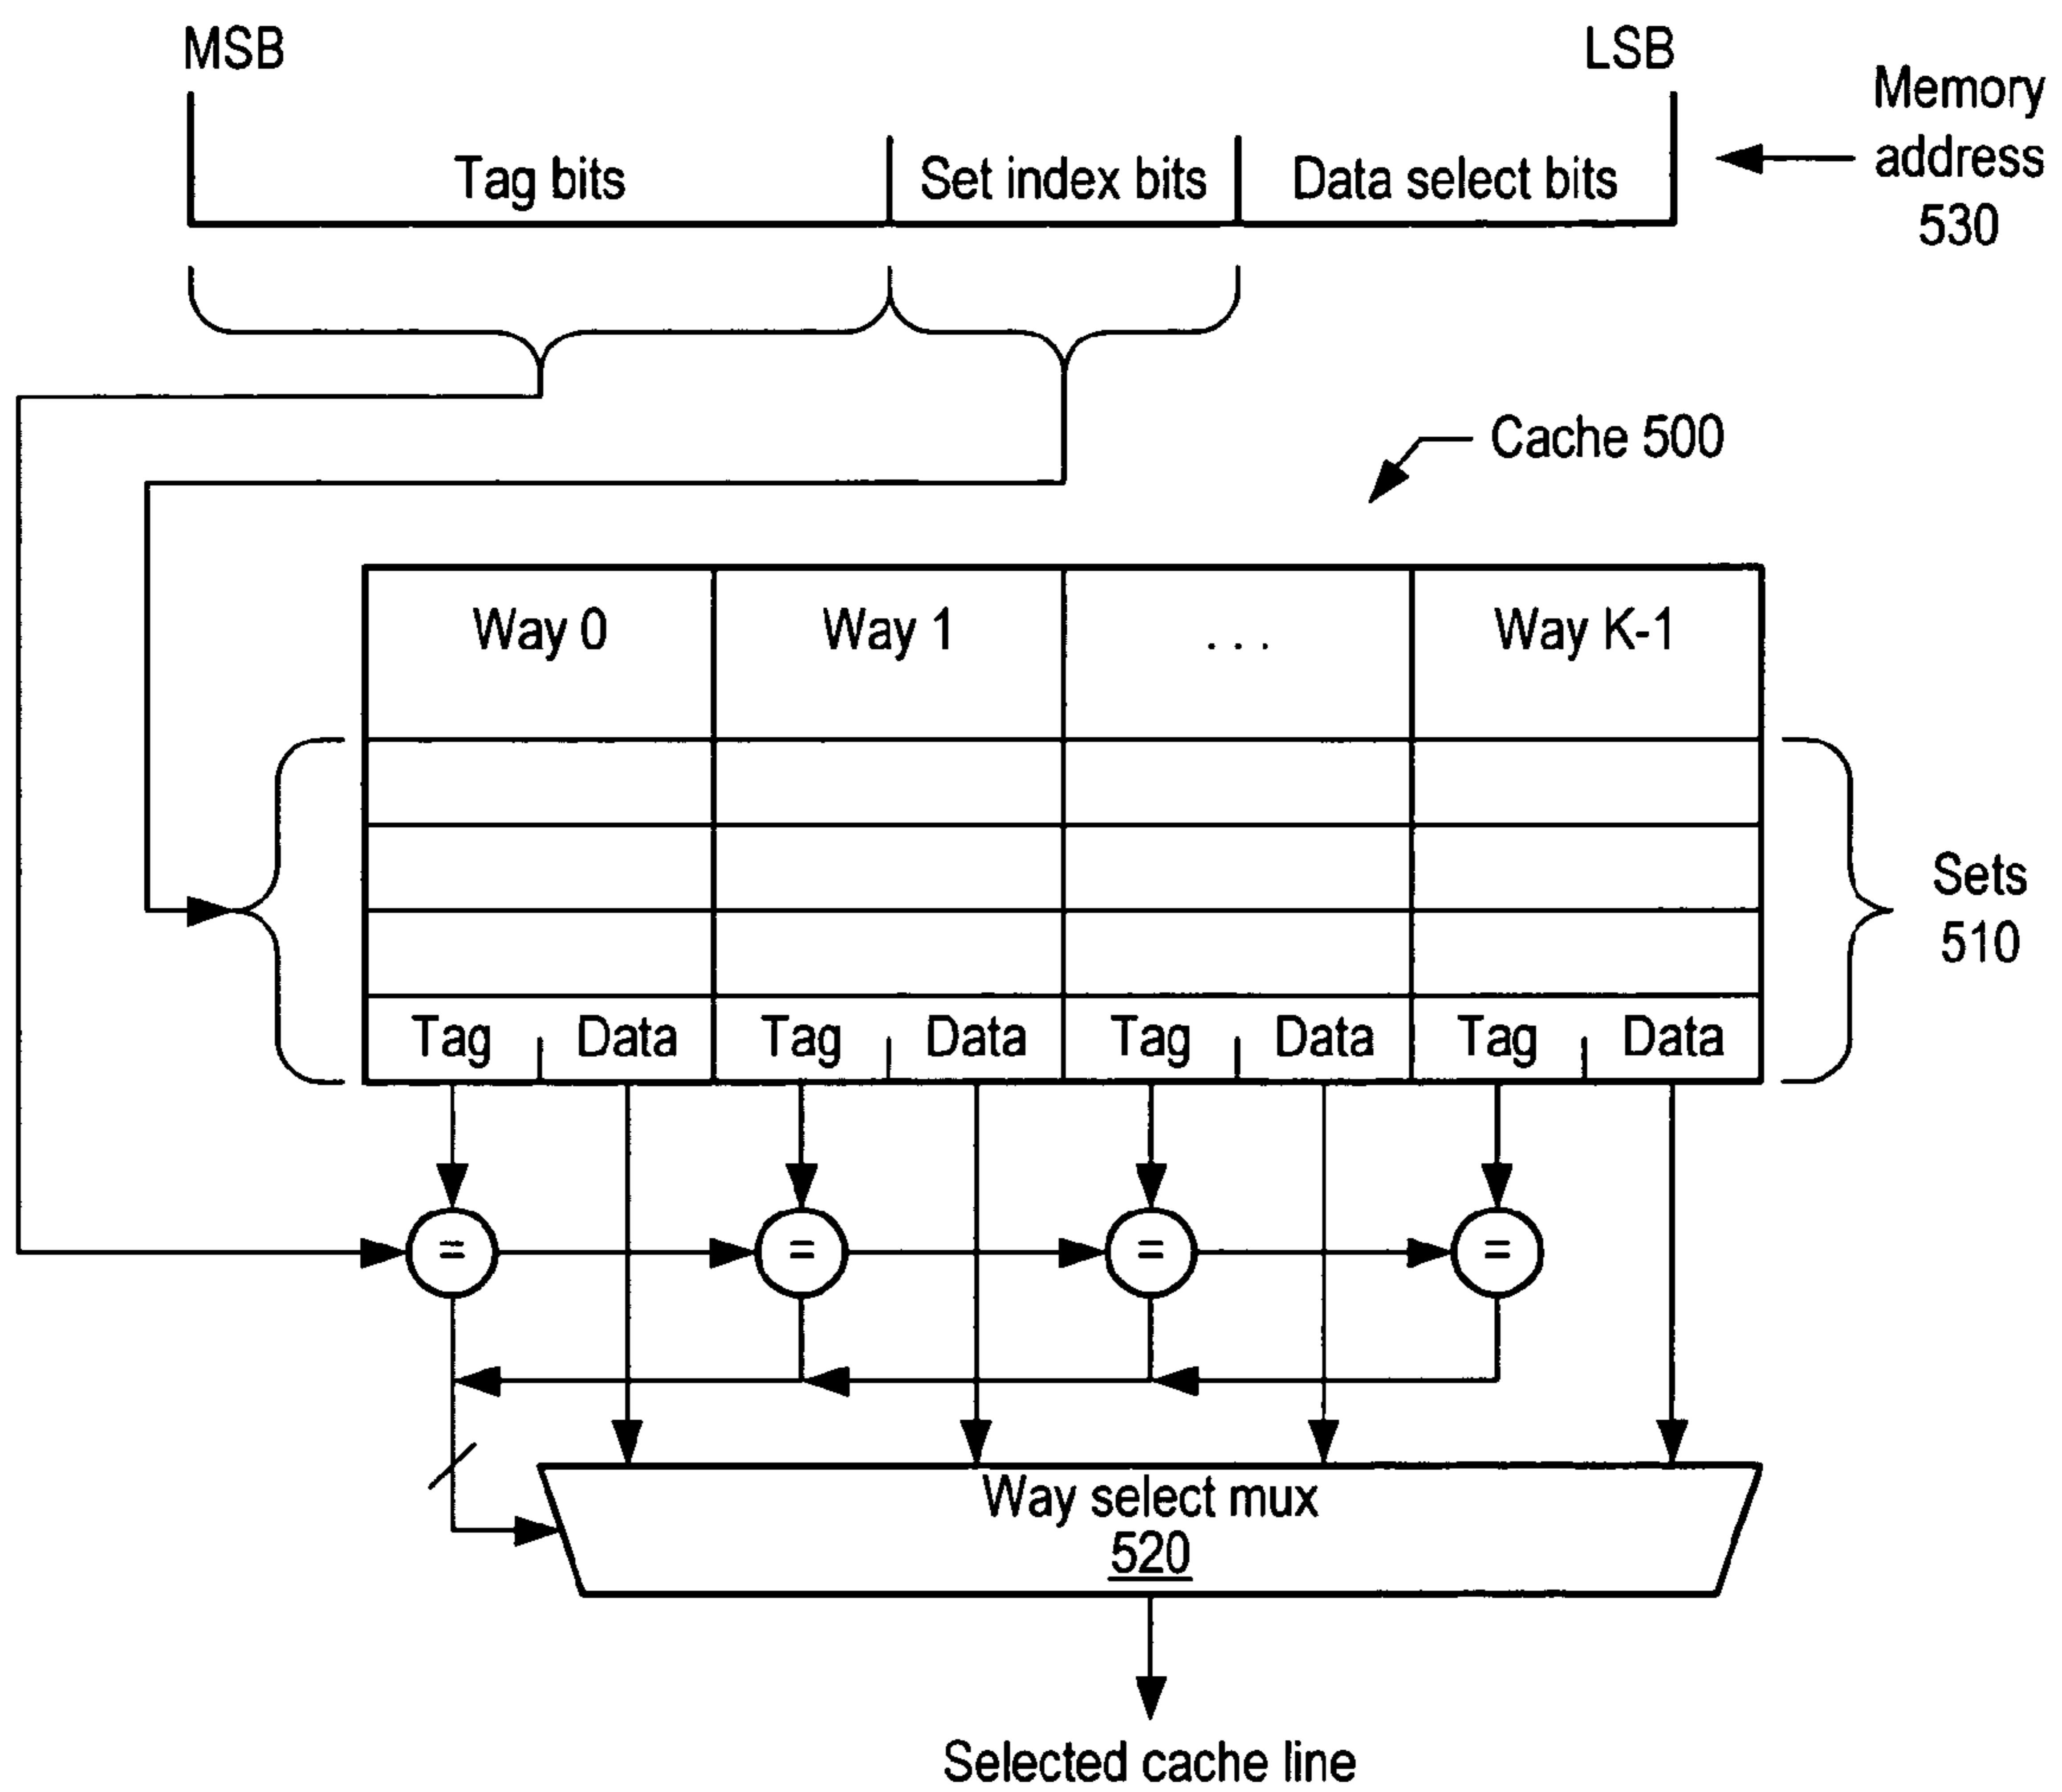 MSB
LSB
Memory
address
530
Tag bits
Set index bits
Data select bits
Cache 500
Way 0
Way 1
. . .
Way K-1
Sets
510
Tag
Data
Tag
Data
Tag
Data
Tag
Data
=
=
=
=
Way select mux
520
Selected cache line